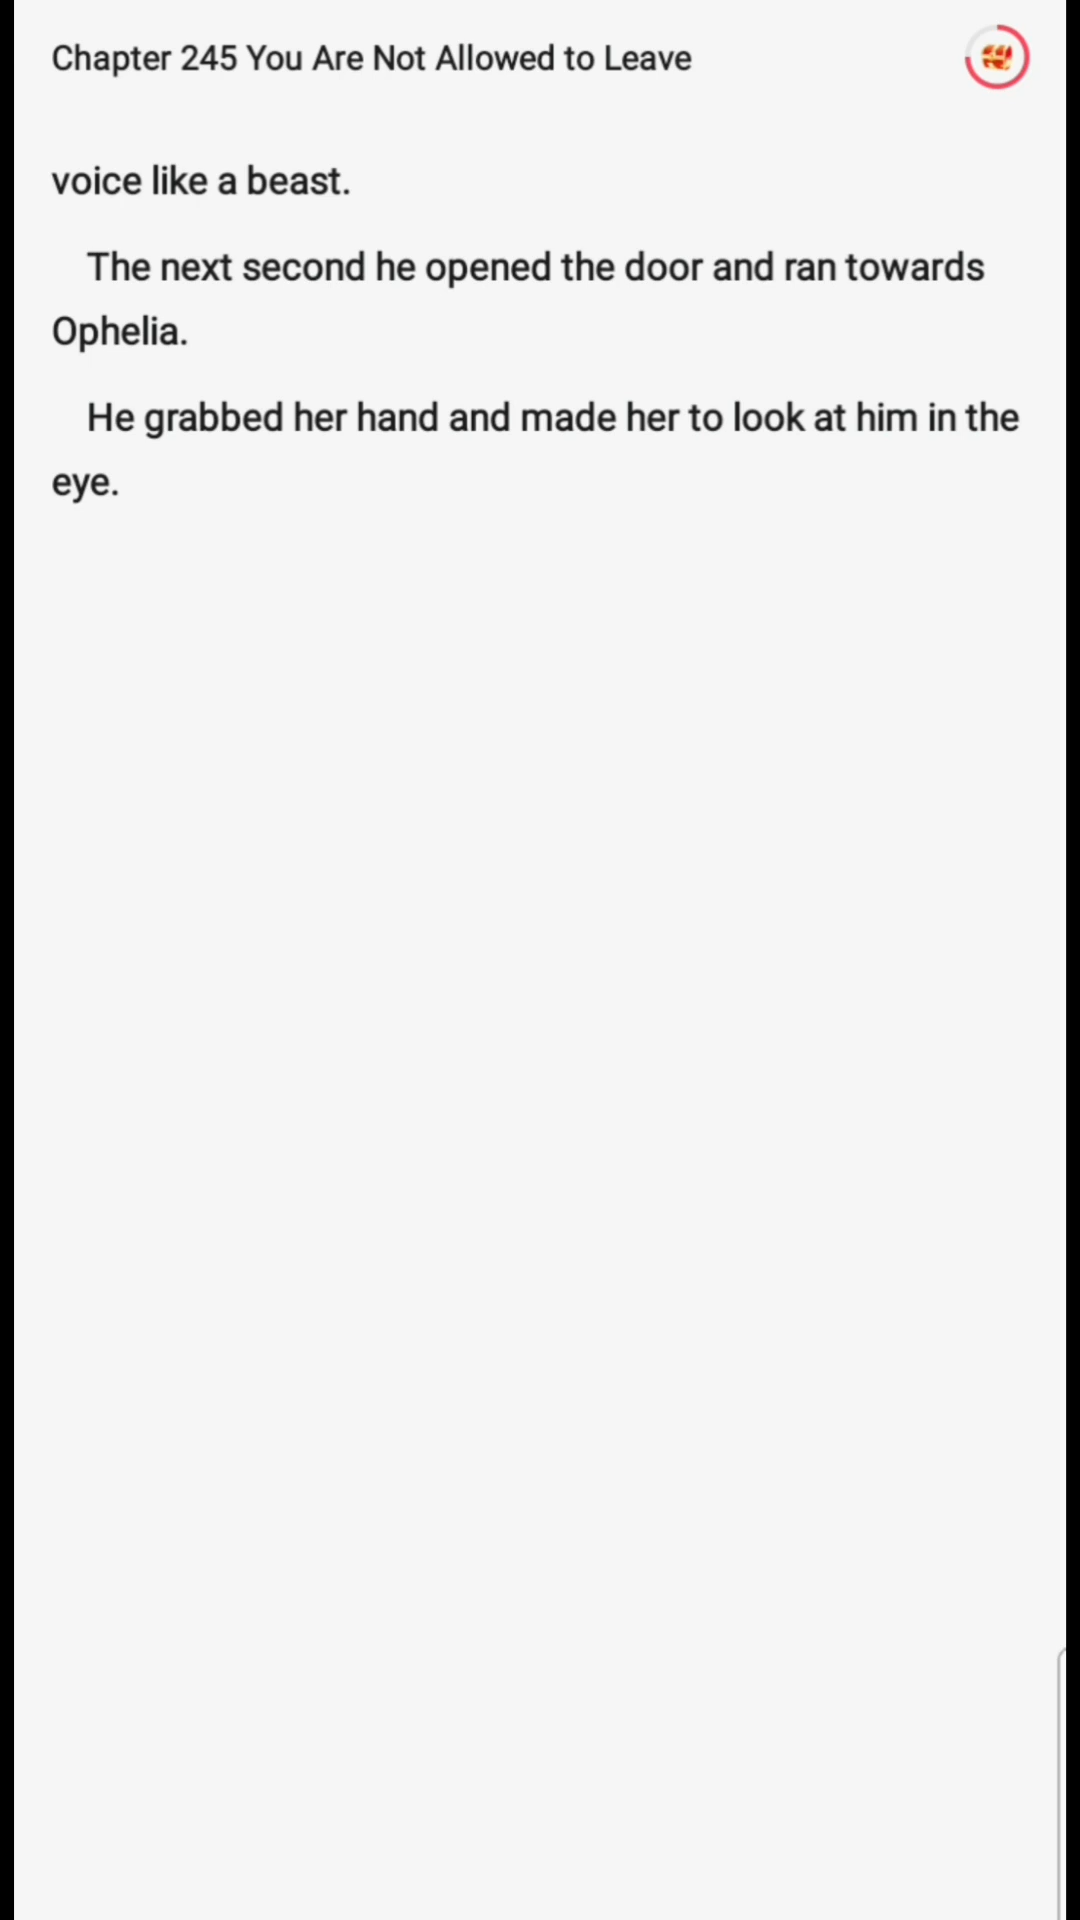 Chapter 245 You Are Not Allowed to Leave
voice like a beast.
The next second he opened the door and ran towards
Ophelia.
He grabbed her hand and made her to look at him in the
eye.